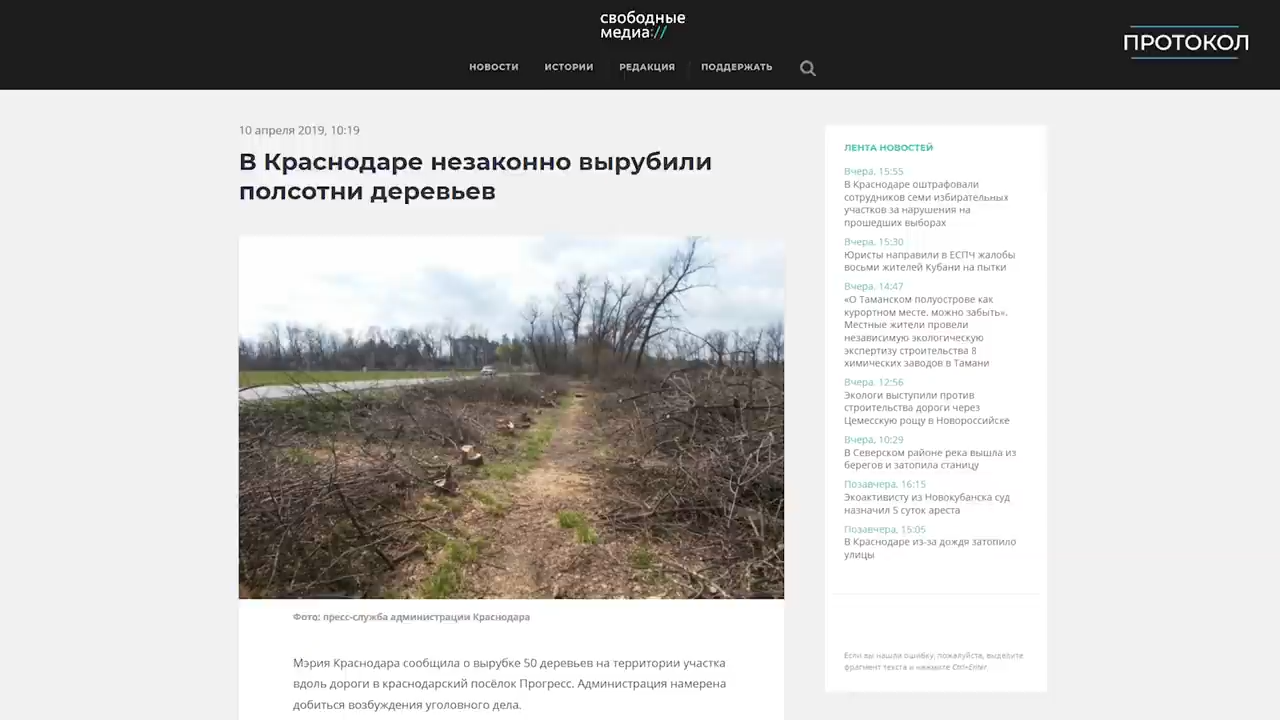 свободные
медиа://
ПРОТОКОЛ
НОВОСТИ
ИСТОРИИ
РЕДАКЦИЯ
ПОДДЕРЖАТЬ
10 апреля 2019, 10:19
В Краснодаре незаконно вырубили
полсотни деревьев
Фото: пресс-служба администрации Краснодара
Мэрия Краснодара сообщила о вырубке 50 деревьев на территории участка
вдоль дороги в краснодарский посёлок Прогресс. Администрация намерена
добиться возбуждения уголовного дела.
ЛЕНТА НОВОСТЕЙ
Вчера, 15:55
В Краснодаре оштрафовали
сотрудников семи избирательных
участков за нарушения на
прошедших выборах
Вчера, 15:30
Юристы направили в ЕСПЧ жалобы
восьми жителей Кубани на пытки
Вчера, 14:47
«О Таманском полуострове как
курортном месте, можно забыть».
Местные жители провели
независимую экологическую
экспертизу строительства 8
химических заводов в Тамани
Вчера, 12:56
Экологи выступили против
строительства дороги через
Цемесскую рощу в Новороссийске
Вчера, 10:29
В Северском районе река вышла из
берегов и затопила станицу
Позавчера, 16:15
Экоактивисту из Новокубанска суд
назначил 5 суток ареста
Позавчера, 15:05
В Краснодаре из-за дождя затопило
улицы
Если вы нашли ошибку, пожалуйста, выделите
фрагмент текста и нажмите Ctrl+Enter.